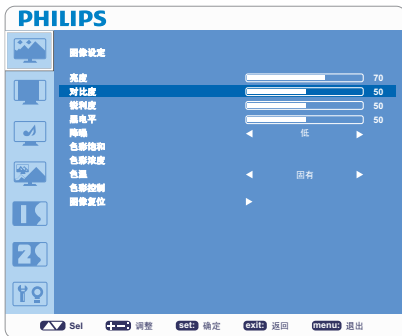 PHILIPS
图像设定
亮度 70
对比度 50
锐利度 50
黑电平 50
降噪 低
色彩饱和
色彩浓度
色温 固有
色彩控制
图像复位
Sel 调整 set: 确定 exit: 返回 menu: 退出